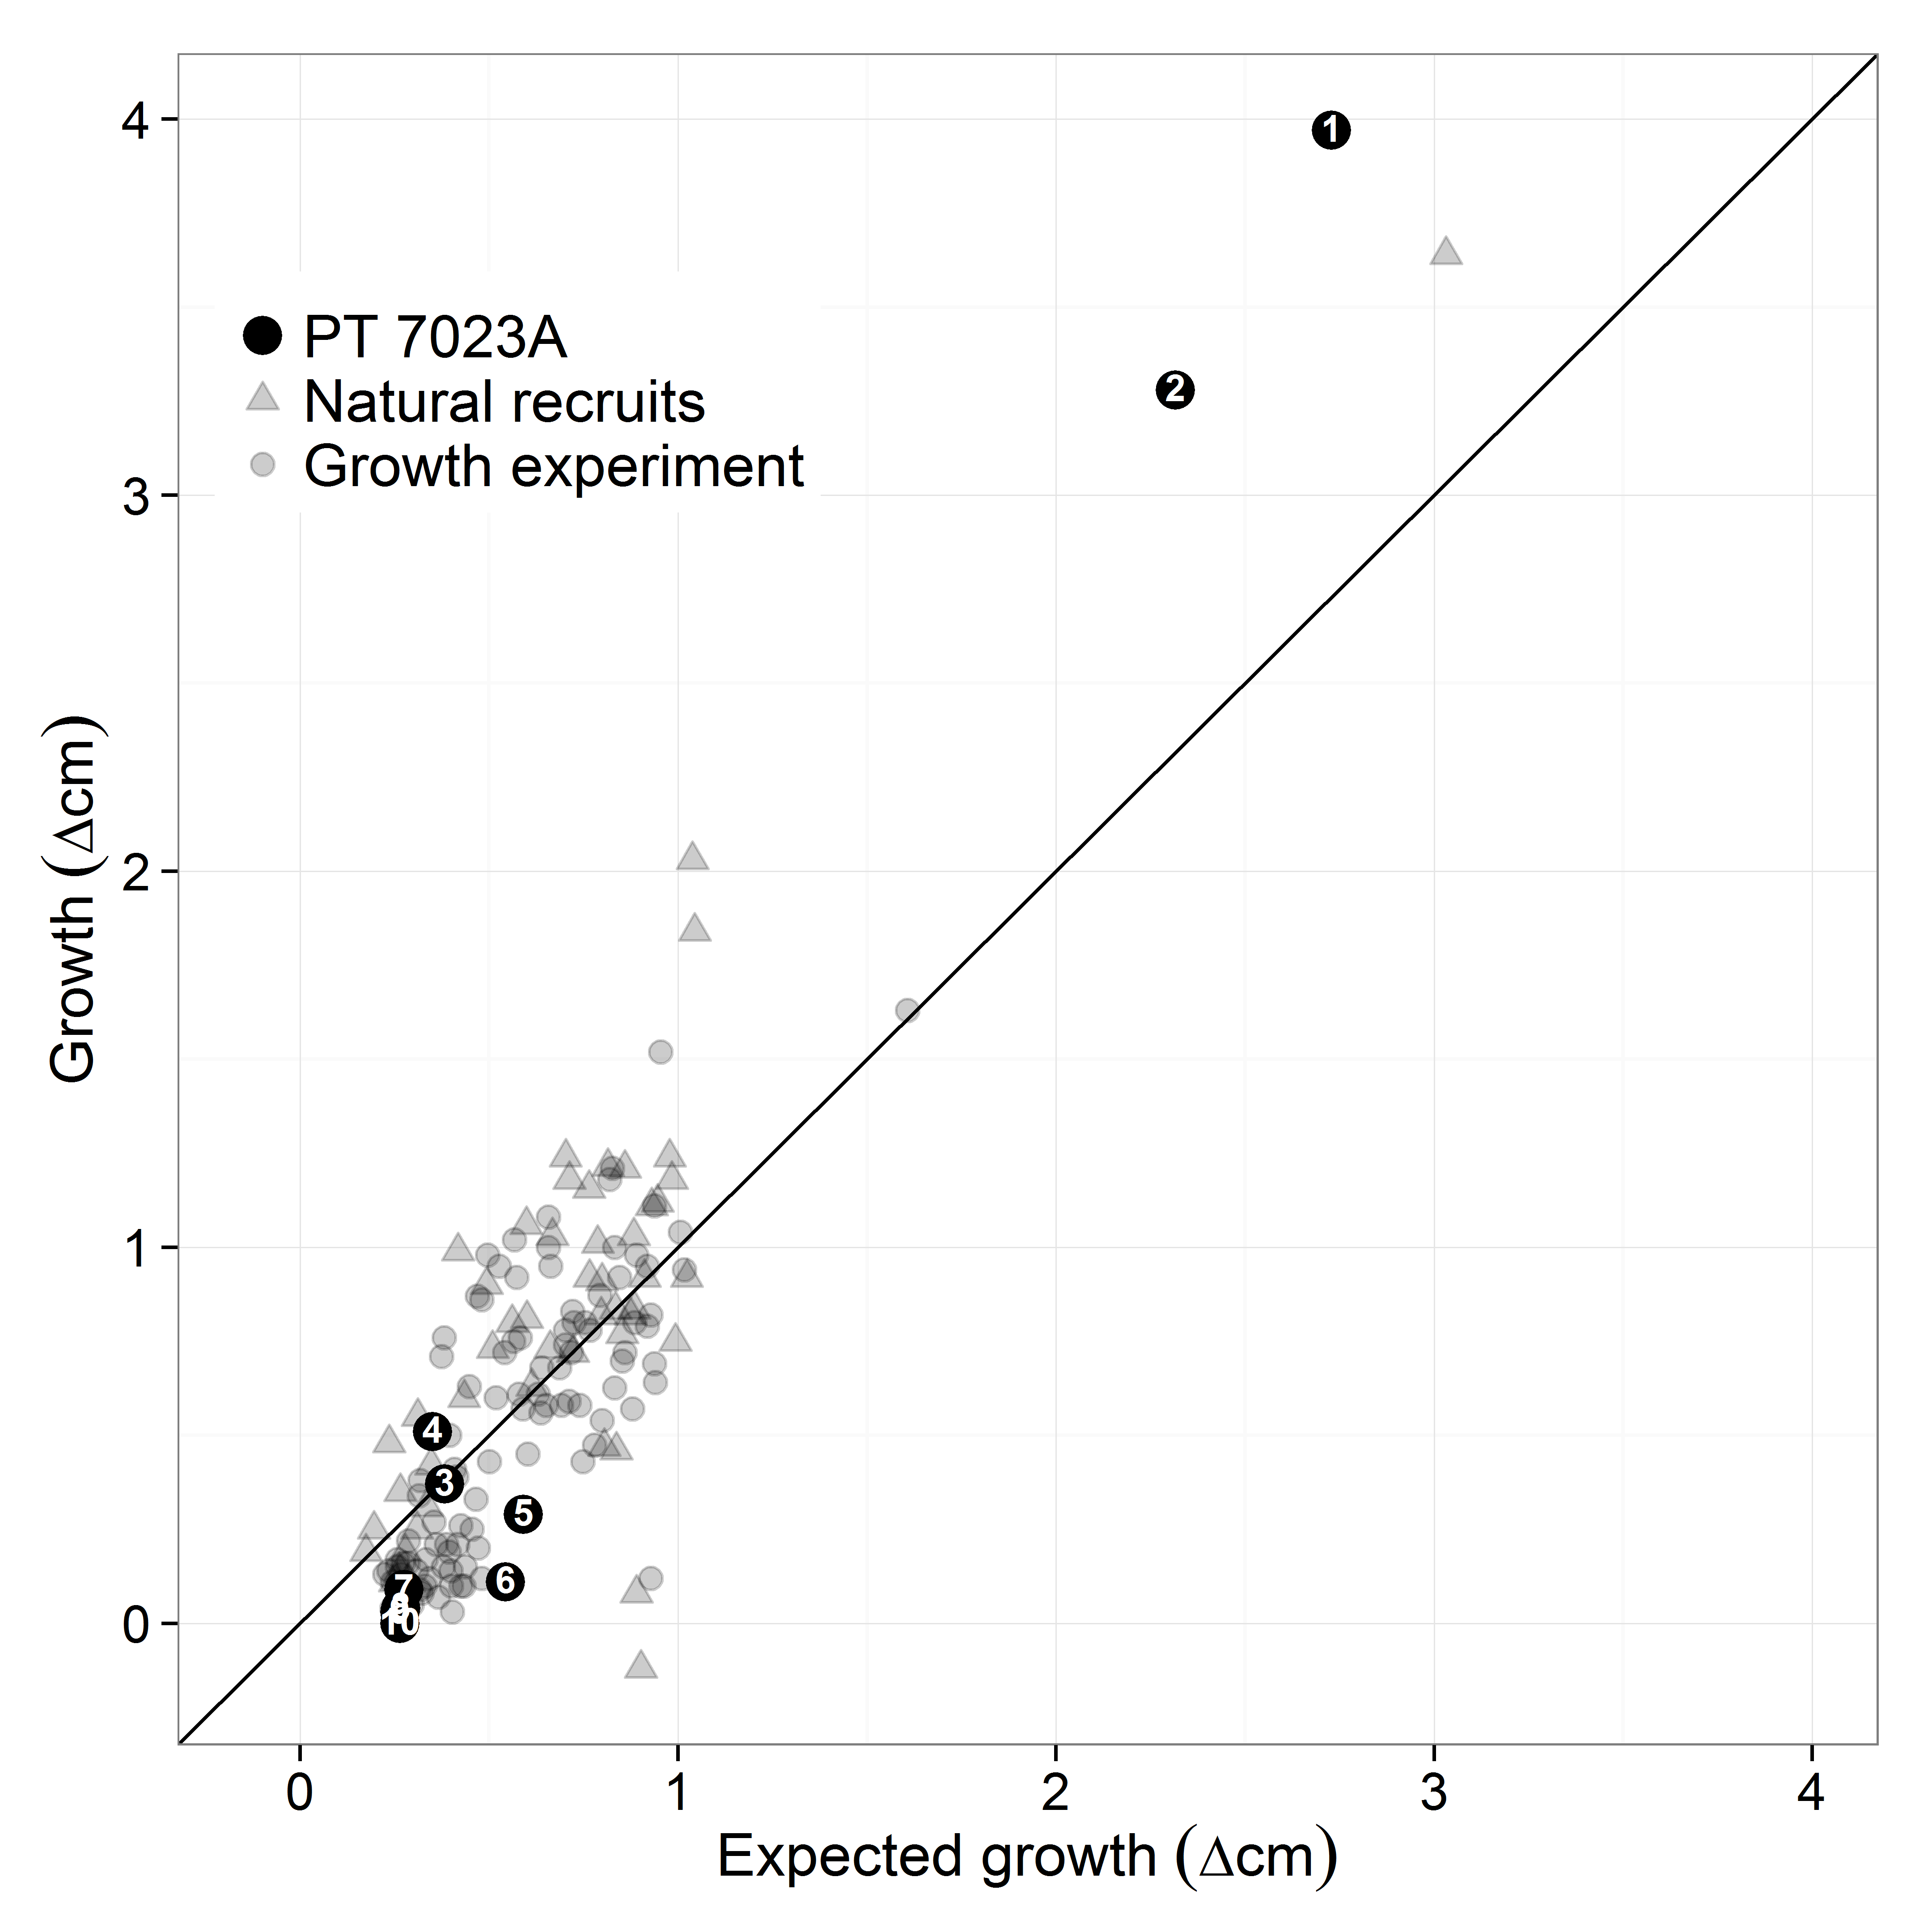 4
3
2
1
0
Growth (Δcm)
PT 7023A
Natural recruits
Growth experiment
1
2
4
3
5
6
7
10
0 1 2 3 4
Expected growth (Δcm)